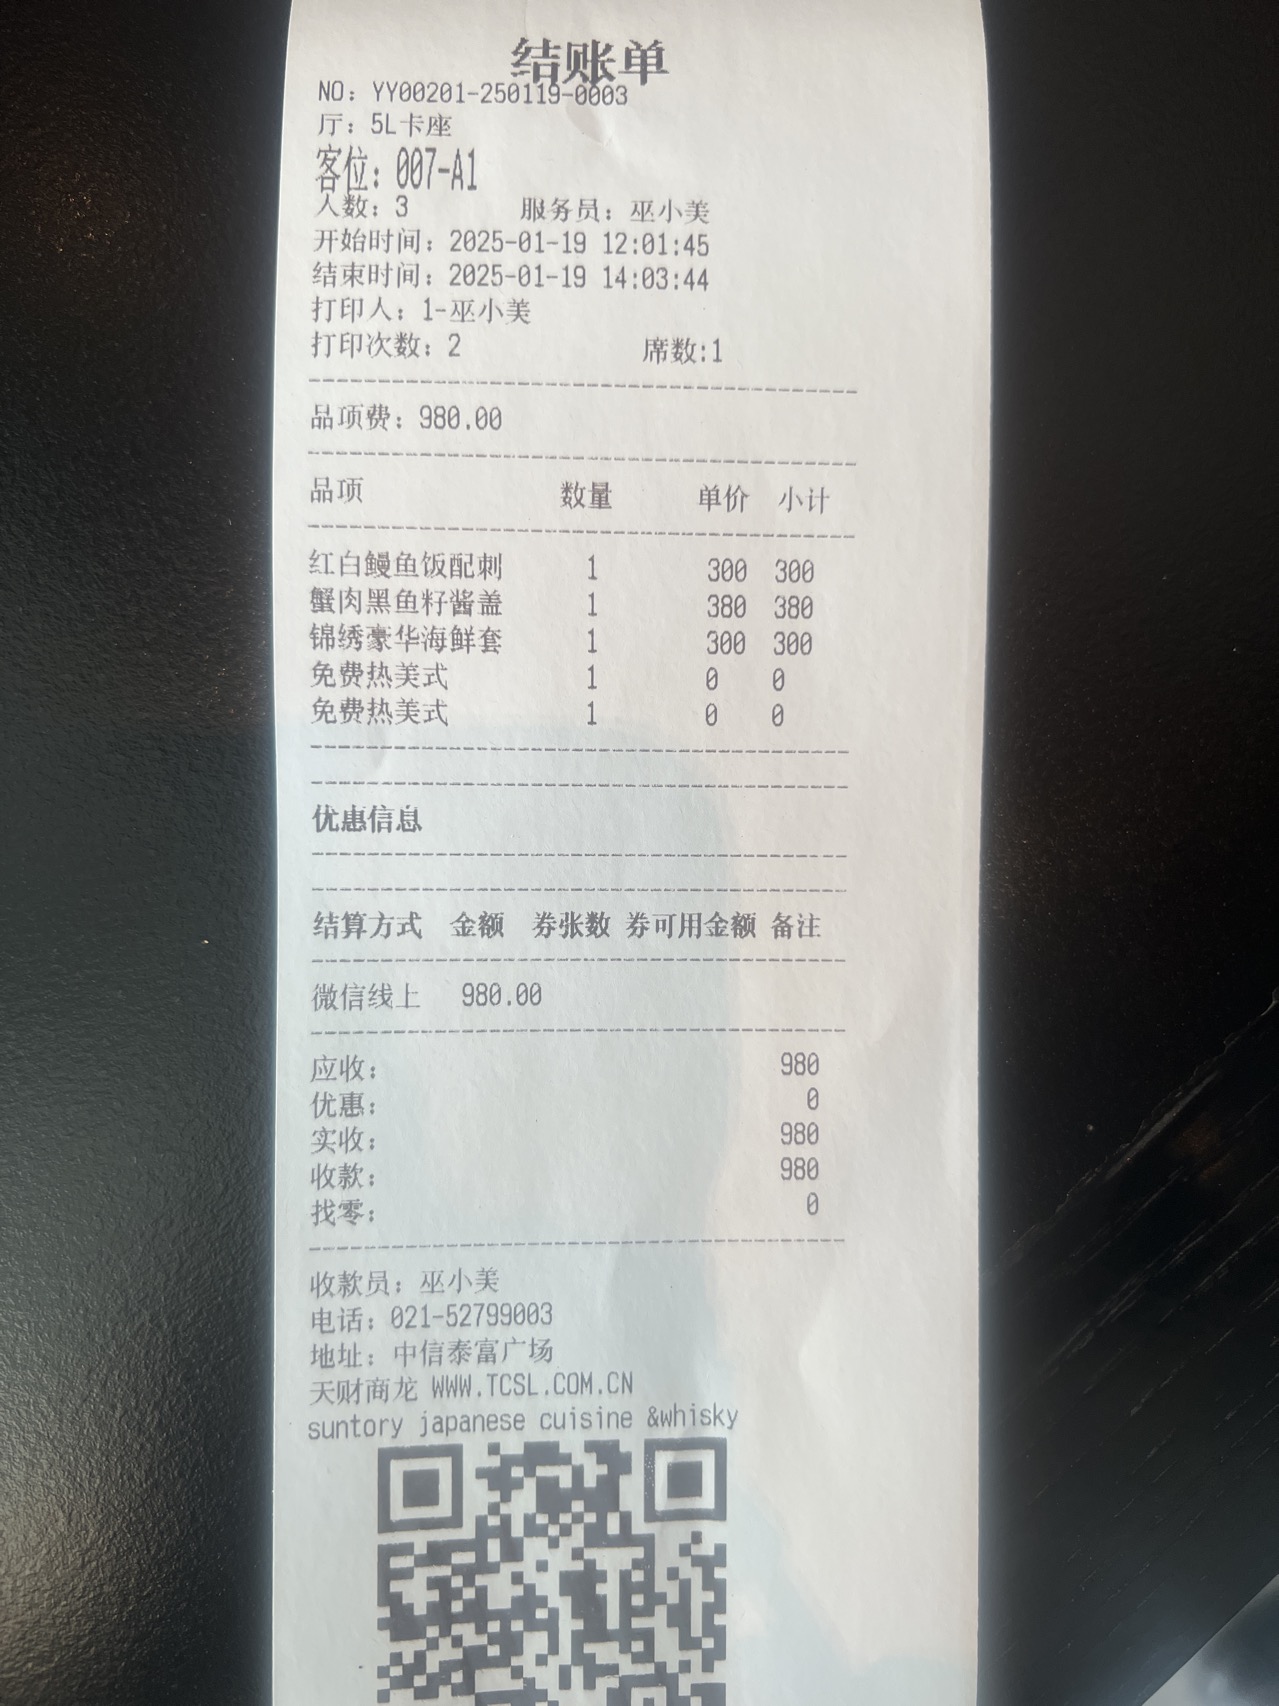 结账单
NO: YY00201-250119-0003
厅: 5L卡座
客位: 007-A1
人数: 3 服务员: 巫小美
开始时间: 2025-01-19 12:01:45
结束时间: 2025-01-19 14:03:44
打印人: 1-巫小美
打印次数: 2 席数:1
品项费: 980.00
品项 数量 单价 小计
红白鳗鱼饭配刺 1 300 300
蟹肉黑鱼籽酱盖 1 380 380
锦绣豪华海鲜套 1 300 300
免费热美式 1 0 0
免费热美式 1 0 0
优惠信息
结算方式 金额 券张数 券可用金额 备注
微信线上 980.00
应收: 980
优惠: 0
实收: 980
收款: 980
找零: 0
收款员: 巫小美
电话: 021-52799003
地址: 中信泰富广场
天财商龙 WWW.TCSL.COM.CN
suntory japanese cuisine &whisky